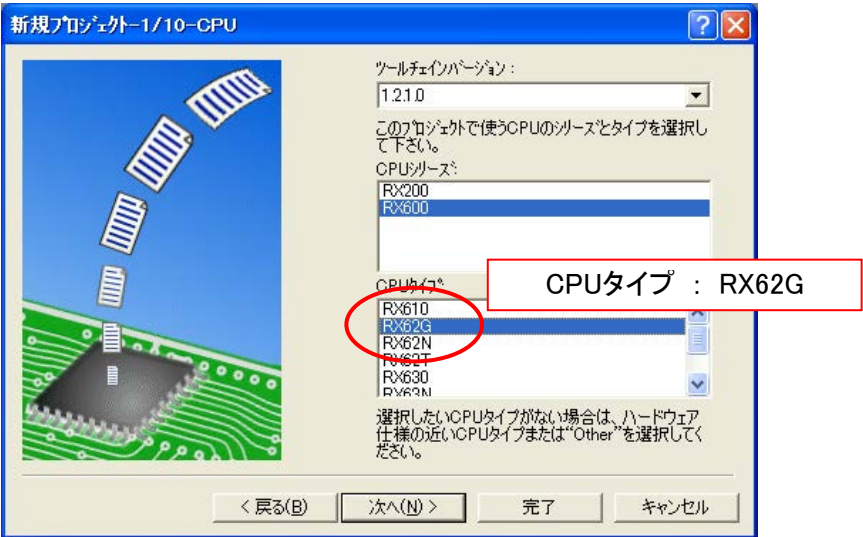 新規プロジェクト-1/10-CPU
ツールチェインバージョン :
1.2.1.0
このプロジェクトで使うCPUのシリーズとタイプを選択し
て下さい。
CPUシリーズ:
RX200
RX600
CPUタイプ:
CPUタイプ : RX62G
RX610
RX62G
RX62N
RX62T
RX630
RX63N
選択したいCPUタイプがない場合は、ハードウェア
仕様の近いCPUタイプまたは"Other"を選択してく
ださい。
< 戻る(B)
次へ(N) >
完了
キャンセル